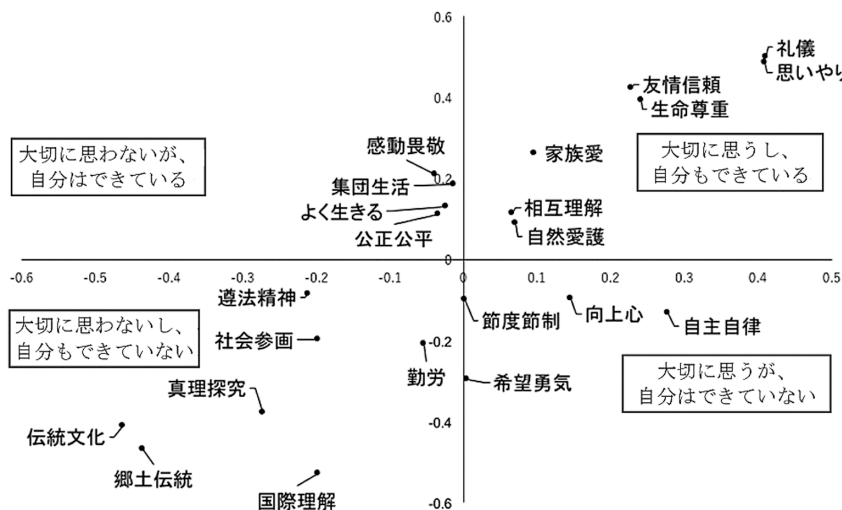 0.6
礼儀
思いやり
友情信頼
0.4
生命尊重
感動畏敬
家族愛
大切に思わないが、
自分はできている
大切に思うし、
自分もできている
0.2
集団生活
よく生きる
相互理解
公正公平
自然愛護
0
-0.6
-0.5
-0.4
-0.3
-0.2
-0.1
0
0.1
0.2
0.3
0.4
0.5
遵法精神
大切に思わないし、
自分もできていない
節度節制
向上心
自主自律
社会参画
-0.2
勤労
希望勇気
大切に思うが、
自分はできていない
真理探究
-0.4
伝統文化
郷土伝統
国際理解
-0.6